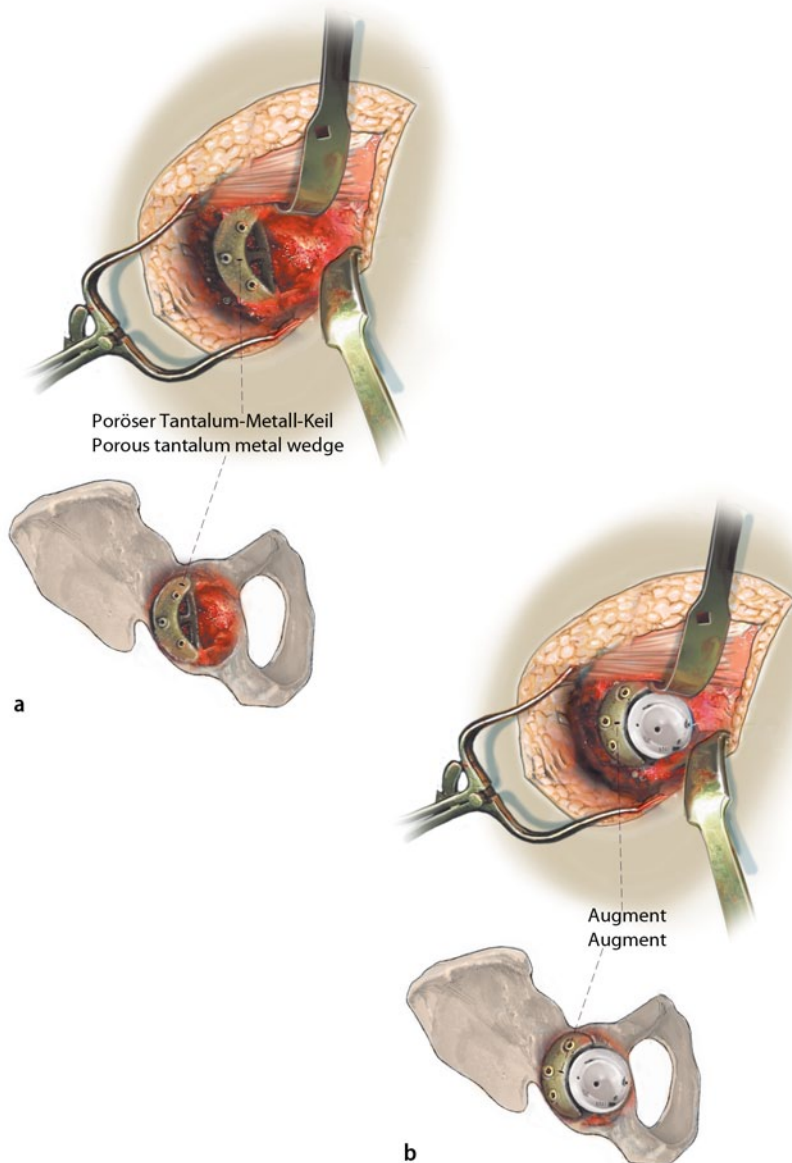 Poröser Tantalum-Metall-Keil
Porous tantalum metal wedge
a
Augment
Augment
b